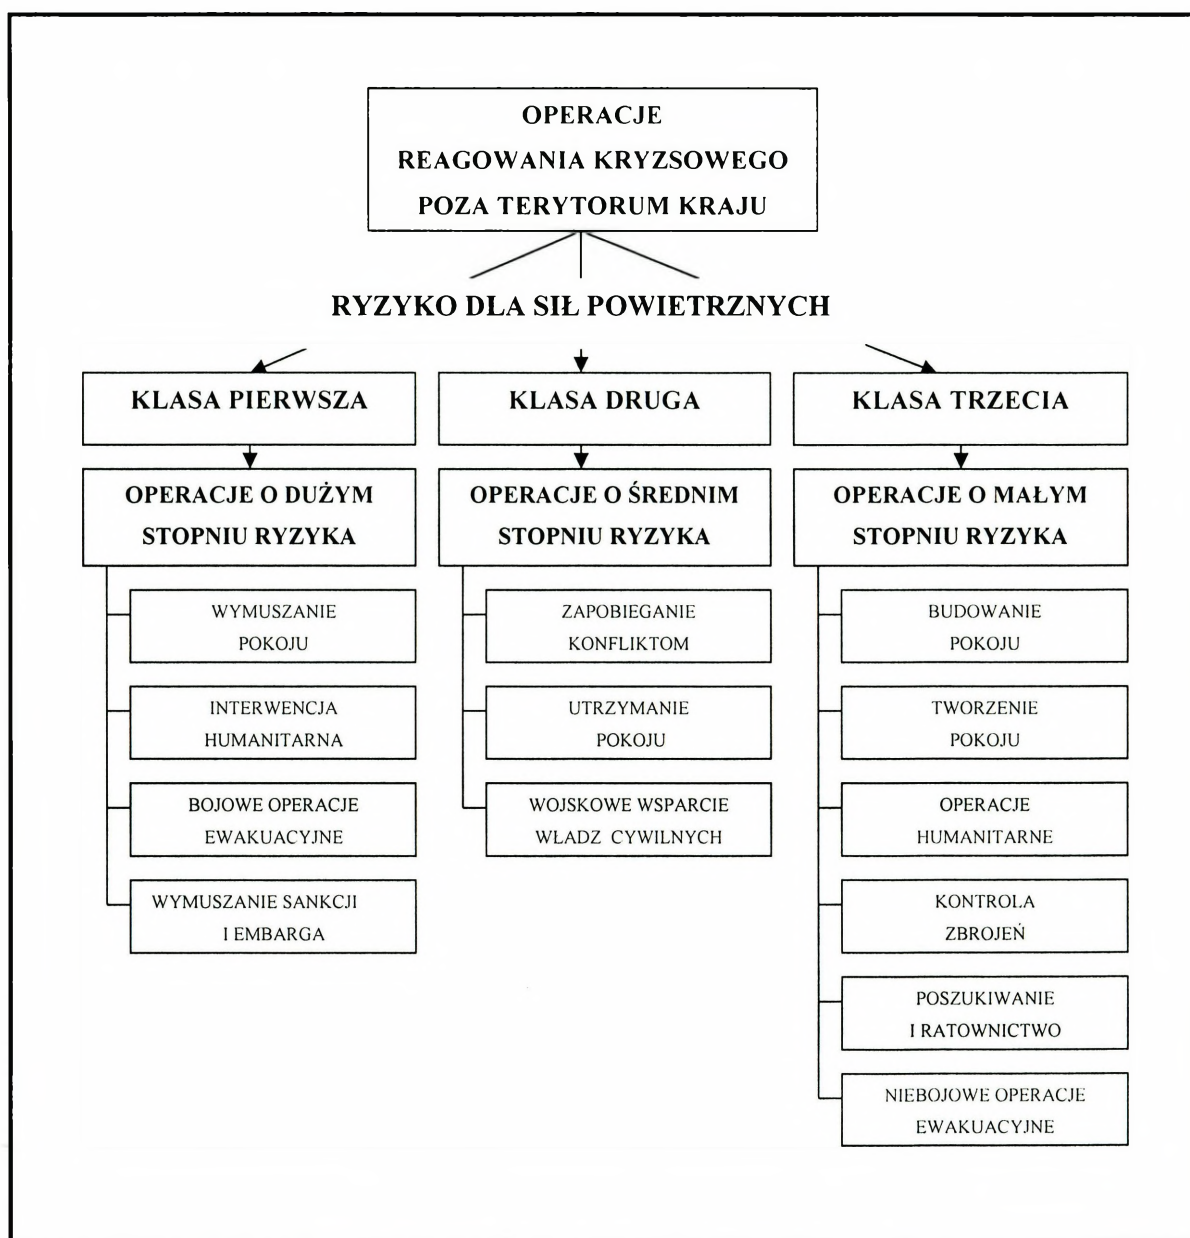 OPERACJE
REAGOWANIA KRYZSOWEGO
POZA TERYTORUM KRAJU
RYZYKO DLA SIŁ POWIETRZNYCH
KLASA PIERWSZA
OPERACJE O DUŻYM
STOPNIU RYZYKA
WYMUSZANIE
POKOJU
INTERWENCJA
HUMANITARNA
BOJOWE OPERACJE
EWAKUACYJNE
WYMUSZANIE SANKCJI
I EMBARGA
KLASA DRUGA
OPERACJE O ŚREDNIM
STOPNIU RYZYKA
ZAPOBIEGANIE
KONFLIKTOM
UTRZYMANIE
POKOJU
WOJSKOWE WSPARCIE
WŁADZ CYWILNYCH
KLASA TRZECIA
OPERACJE O MAŁYM
STOPNIU RYZYKA
BUDOWANIE
POKOJU
TWORZENIE
POKOJU
OPERACJE
HUMANITARNE
KONTROLA
ZBROJEŃ
POSZUKIWANIE
I RATOWNICTWO
NIEBOJOWE OPERACJE
EWAKUACYJNE